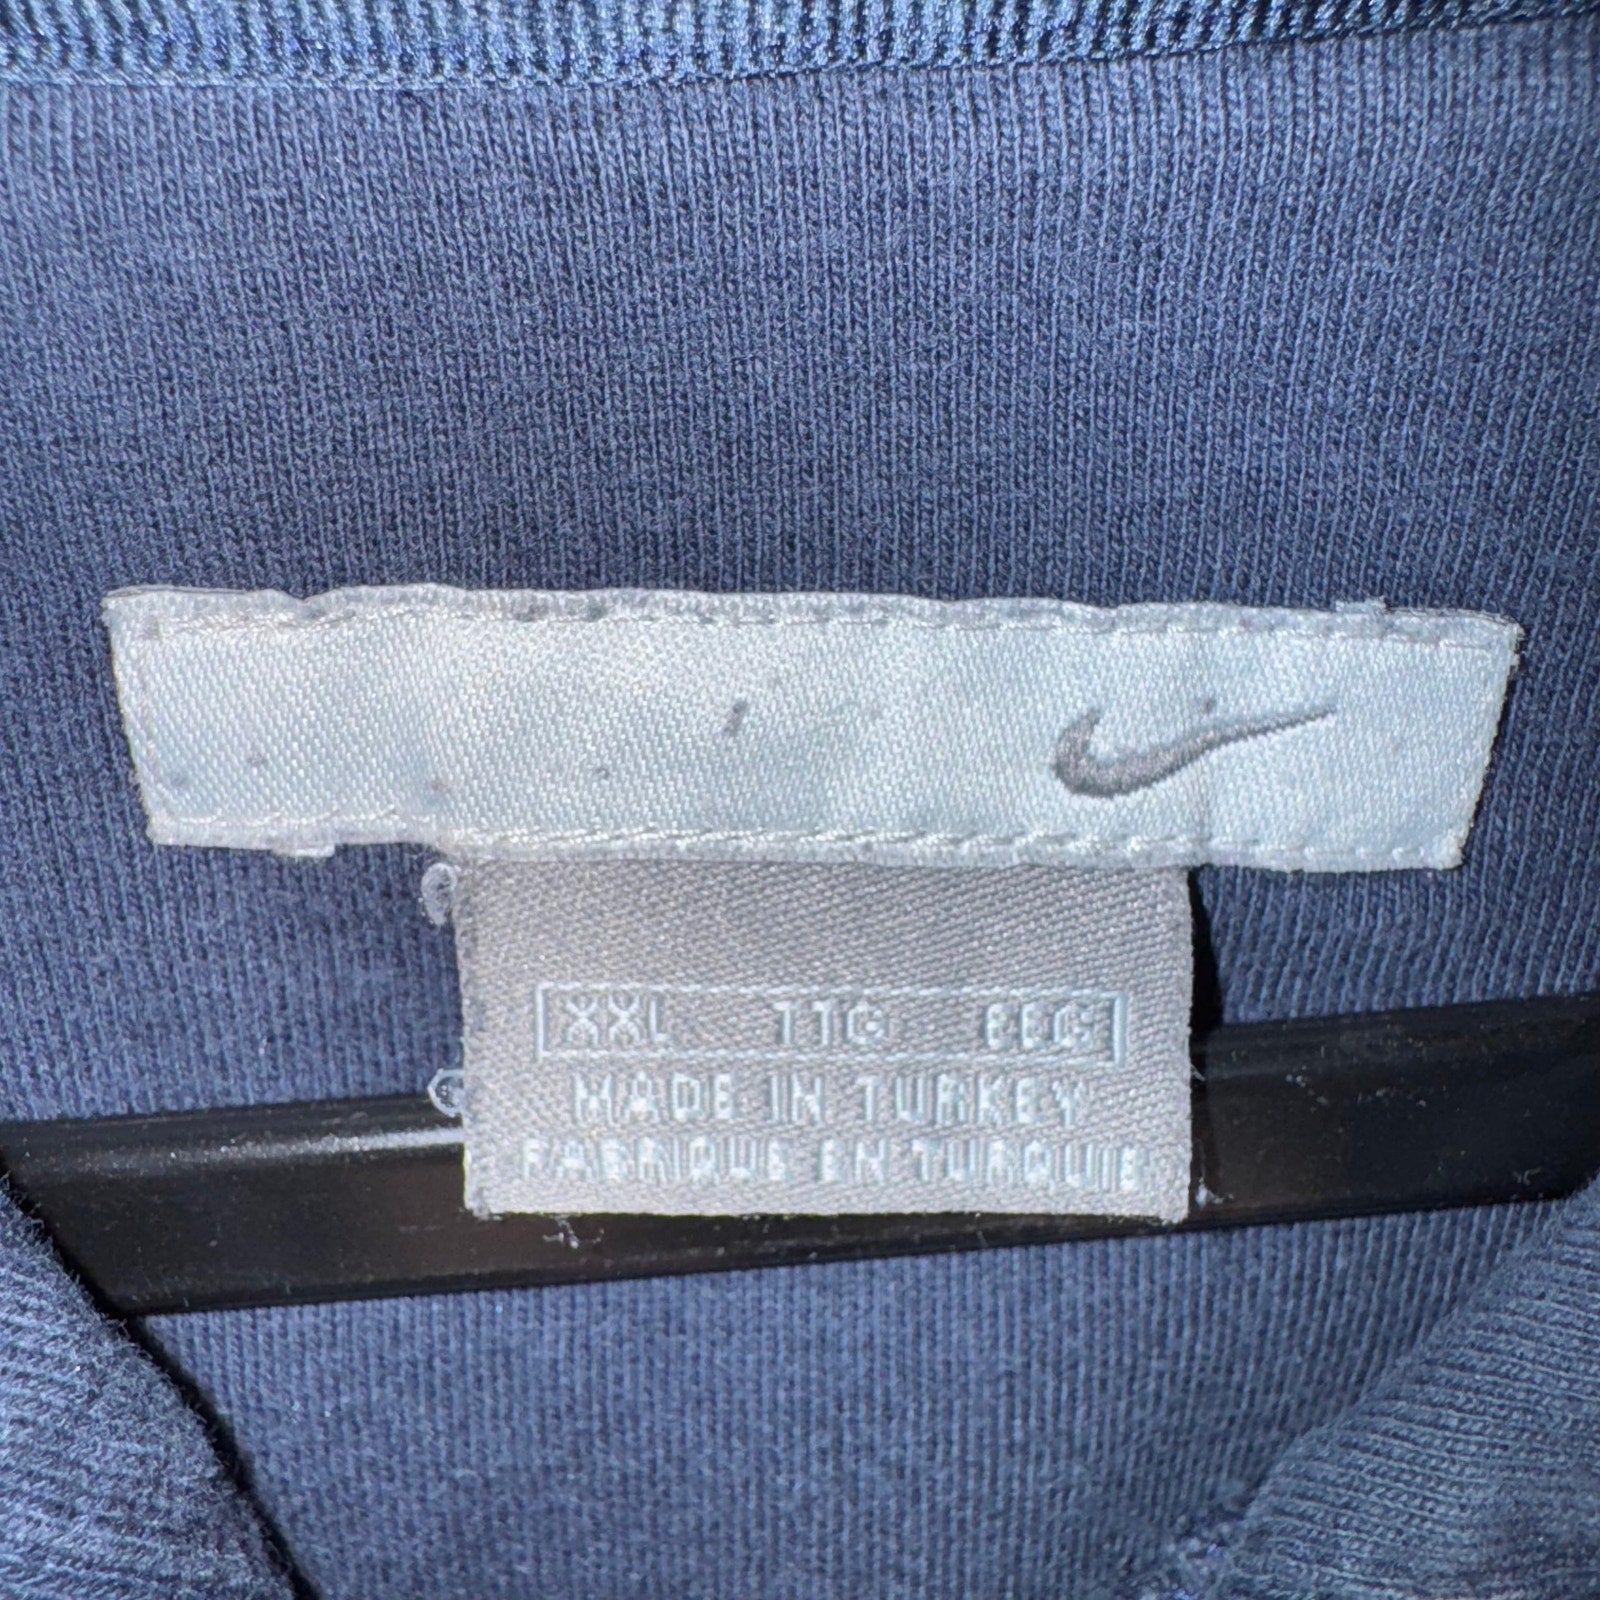 XXL TTG EEG
MADE IN TURKEY
FABRIQUE EN TURQUIE